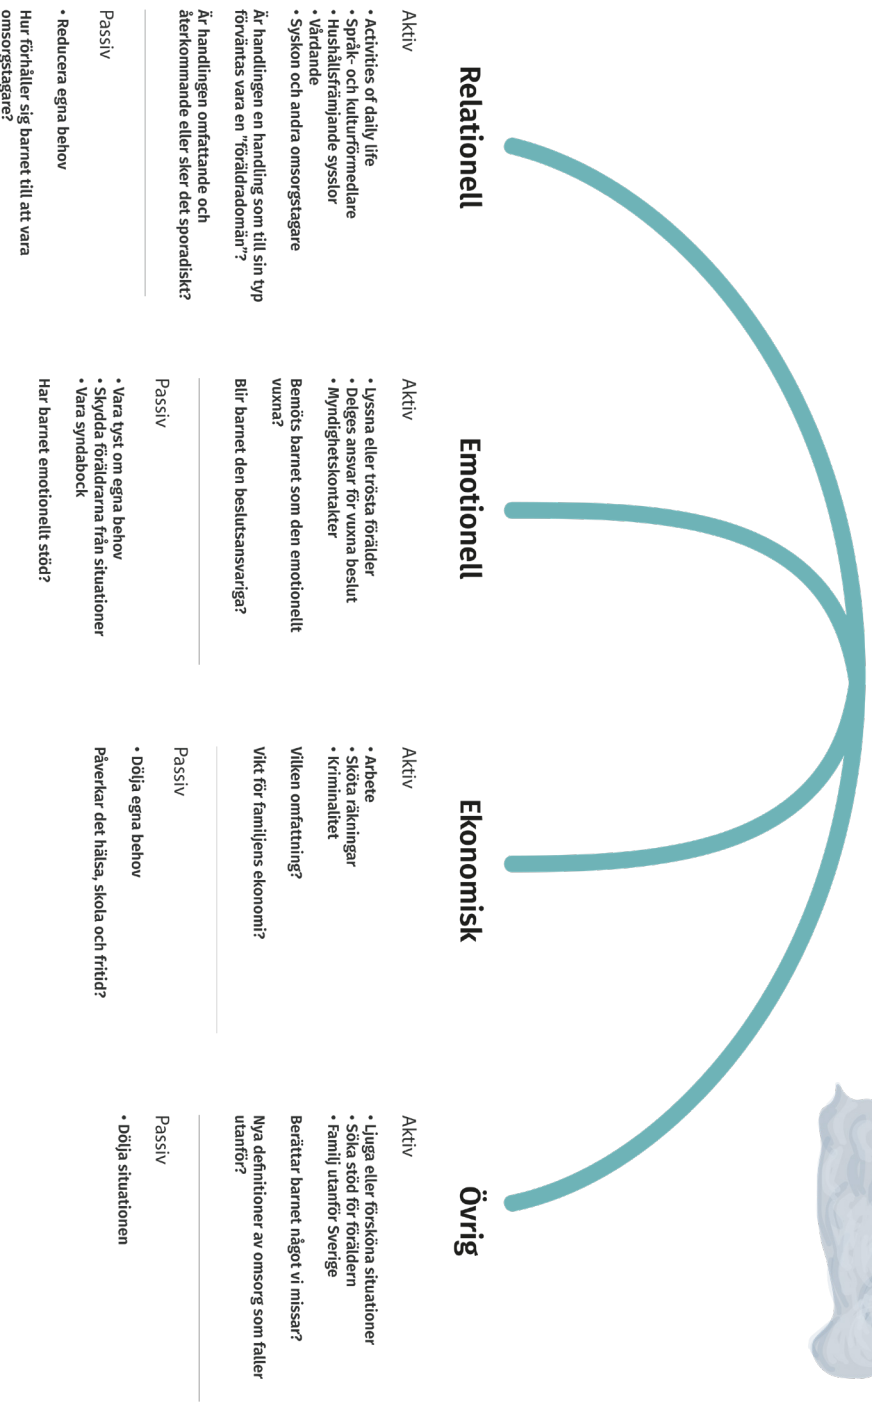 Relationell
Aktiv
• Activities of daily life
• Språk- och kulturförmedlare
• Hushållsfrämjande sysslor
• Vårdande
• Syskon och andra omsorgstagare
Är handlingen en handling som till sin typ
förväntas vara en ”föräldradomän”?
Är handlingen omfattande och
återkommande eller sker det sporadiskt?
Passiv
• Reducera egna behov
Hur förhåller sig barnet till att vara
omsorgstagare?
Emotionell
Aktiv
• Lyssna eller trösta förälder
• Delges ansvar för vuxna beslut
• Myndighetskontakter
Bemöts barnet som den emotionellt
vuxna?
Blir barnet den beslutsansvariga?
Passiv
• Vara tyst om egna behov
• Skydda föräldrarna från situationer
• Vara syndabock
Har barnet emotionellt stöd?
Ekonomisk
Aktiv
• Arbete
• Sköta räkningar
• Kriminalitet
Vilken omfattning?
Vikt för familjens ekonomi?
Passiv
• Dölja egna behov
Påverkar det hälsa, skola och fritid?
Övrig
Aktiv
• Ljuga eller försköna situationer
• Söka stöd för föräldern
• Familj utanför Sverige
Berättar barnet något vi missar?
Nya definitioner av omsorg som faller
utanför?
Passiv
• Dölja situationen